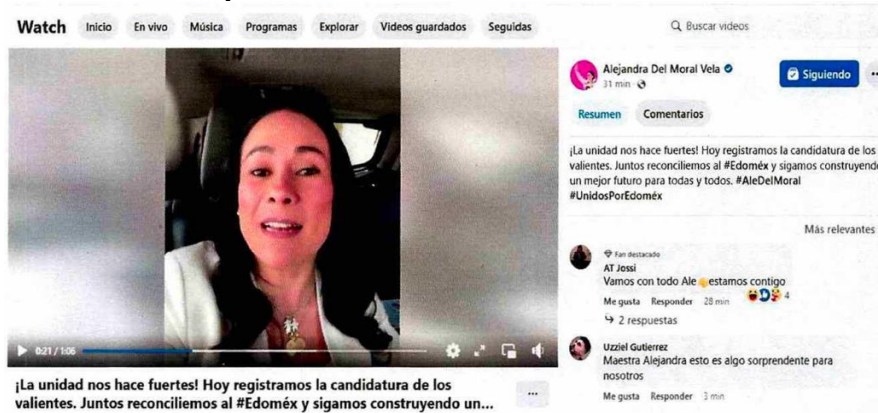 Watch Inicio En vivo Música Programas Explorar Videos guardados Seguidas
Buscar videos
Alejandra Del Moral Vela
31 min
Siguiendo
Resumen Comentarios
¡La unidad nos hace fuertes! Hoy registramos la candidatura de los
valientes. Juntos reconciliemos al #Edoméx y sigamos construyendo
un mejor futuro para todas y todos. #AleDelMoral
#UnidosPorEdoméx
Más relevantes
Fan destacado
AT Jossi
Vamos con todo Ale estamos contigo
Me gusta Responder 28 min 4
2 respuestas
Uzziel Gutierrez
Maestra Alejandra esto es algo sorprendente para
nosotros
Me gusta Responder 3 min
0:21 / 1:06
¡La unidad nos hace fuertes! Hoy registramos la candidatura de los
valientes. Juntos reconciliemos al #Edoméx y sigamos construyendo un...